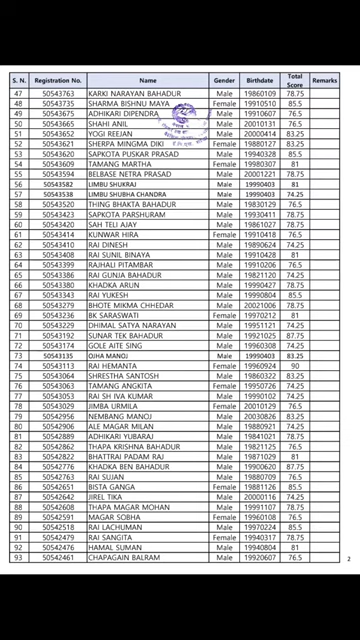 S. N. Registration No. Name Gender Birthdate Total Score Remarks
47 50543763 KARKI NARAYAN BAHADUR Male 19860109 78.75
48 50543735 SHARMA BISHNU MAYA Female 19910510 85.5
49 50543675 ADHIKARI DIPENDRA Male 19910607 76.5
50 50543665 SHAHI ANIL Male 20010131 76.5
51 50543652 YOGI REEJAN Male 20000414 83.25
52 50543621 SHERPA MINGMA DIKI Female 19880127 83.25
53 50543620 SAPKOTA PUSKAR PRASAD Male 19940328 85.5
54 50543609 TAMANG MARTHA Female 19980307 81
55 50543594 BELBASE NETRA PRASAD Male 20001221 78.75
56 50543582 LIMBU SHUKRAJ Male 19990403 81
57 50543538 LIMBU SHUBHA CHANDRA Male 19990403 74.25
58 50543520 THING BHAKTA BAHADUR Male 19830129 76.5
59 50543423 SAPKOTA PARSHURAM Male 19930411 78.75
60 50543420 SAH TELI AJAY Male 19861027 78.75
61 50543414 KUNWAR HIRA Female 19910418 76.5
62 50543410 RAI DINESH Male 19890624 74.25
63 50543408 RAI SUNIL BINAYA Male 19910428 81
64 50543399 RAJHALI PITAMBAR Male 19910206 76.5
65 50543386 RAI GUNJA BAHADUR Male 19821120 74.25
66 50543380 KHADKA ARUN Male 19990427 78.75
67 50543343 RAI YUKESH Male 19990804 85.5
68 50543279 BHOTE MIKMA CHHEDAR Male 20021006 78.75
69 50543236 BK SARASWATI Female 19970212 81
70 50543229 DHIMAL SATYA NARAYAN Male 19951121 74.25
71 50543192 SUNAR TEK BAHADUR Male 19921025 87.75
72 50543174 GOLE AITE SING Male 19960308 74.25
73 50543135 OJHA MANOJ Male 19990403 83.25
74 50543113 RAI HEMANTA Female 19960924 90
75 50543064 SHRESTHA SANTOSH Male 19860322 83.25
76 50543063 TAMANG ANGKITA Female 19950726 74.25
77 50543053 RAI SH IVA KUMAR Male 19990102 74.25
78 50543029 JIMBA URMILA Female 20010129 76.5
79 50542956 NEMBANG MANOJ Male 20030826 83.25
80 50542906 ALE MAGAR MILAN Male 19880921 74.25
81 50542889 ADHIKARI YUBARAJ Male 19841021 78.75
82 50542862 THAPA KRISHNA BAHADUR Male 19711125 76.5
83 50542822 BHATTRAI PADAM RAJ Male 19871029 81
84 50542776 KHADKA BEN BAHADUR Male 19900620 87.75
85 50542763 RAI SUJAN Male 19880709 76.5
86 50542651 BISTA GANGA Female 19881126 85.5
87 50542642 JIREL TIKA Male 20000116 74.25
88 50542608 THAPA MAGAR MOHAN Male 19991107 78.75
89 50542591 MAGAR SOBHA Female 19960108 76.5
90 50542518 RAI LACHUMAN Male 19970224 85.5
91 50542479 RAI SANGITA Female 19940317 78.75
92 50542476 HAMAL SUMAN Male 19940804 81
93 50542461 CHAPAGAIN BALRAM Male 19920607 76.5
2